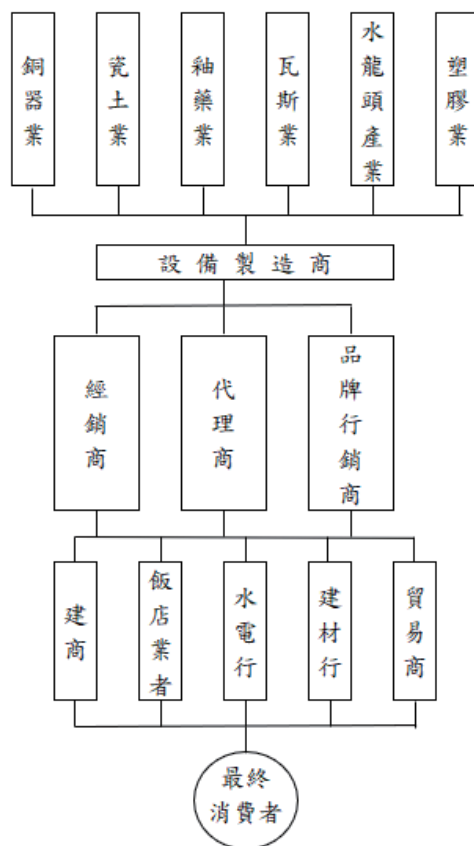 銅器業
瓷土業
釉藥業
瓦斯業
水龍頭產業
塑膠業
設備製造商
經銷商
代理商
品牌行銷商
建商
飯店業者
水電行
建材行
貿易商
最終
消費者